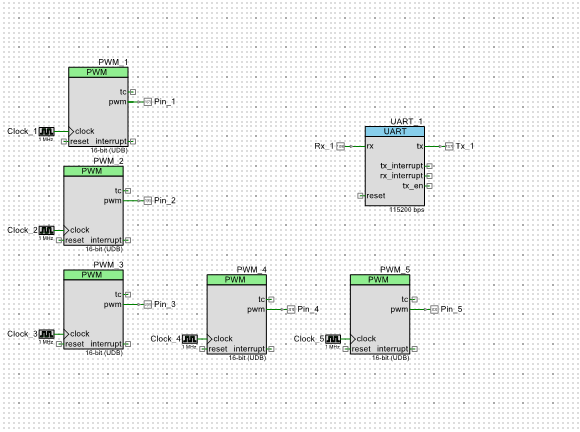 PWM_1
PWM
tc
pwm
Pin_1
Clock_1
1 MHz
clock
reset interrupt
16-bit (UDB)
UART_1
UART
Rx_1
rx
tx
Tx_1
tx_interrupt
rx_interrupt
tx_en
reset
115200 bps
PWM_2
PWM
tc
pwm
Pin_2
Clock_2
1 MHz
clock
reset interrupt
16-bit (UDB)
PWM_3
PWM
tc
pwm
Pin_3
Clock_3
1 MHz
clock
reset interrupt
16-bit (UDB)
PWM_4
PWM
tc
pwm
Pin_4
Clock_4
1 MHz
clock
reset interrupt
16-bit (UDB)
PWM_5
PWM
tc
pwm
Pin_5
Clock_5
1 MHz
clock
reset interrupt
16-bit (UDB)